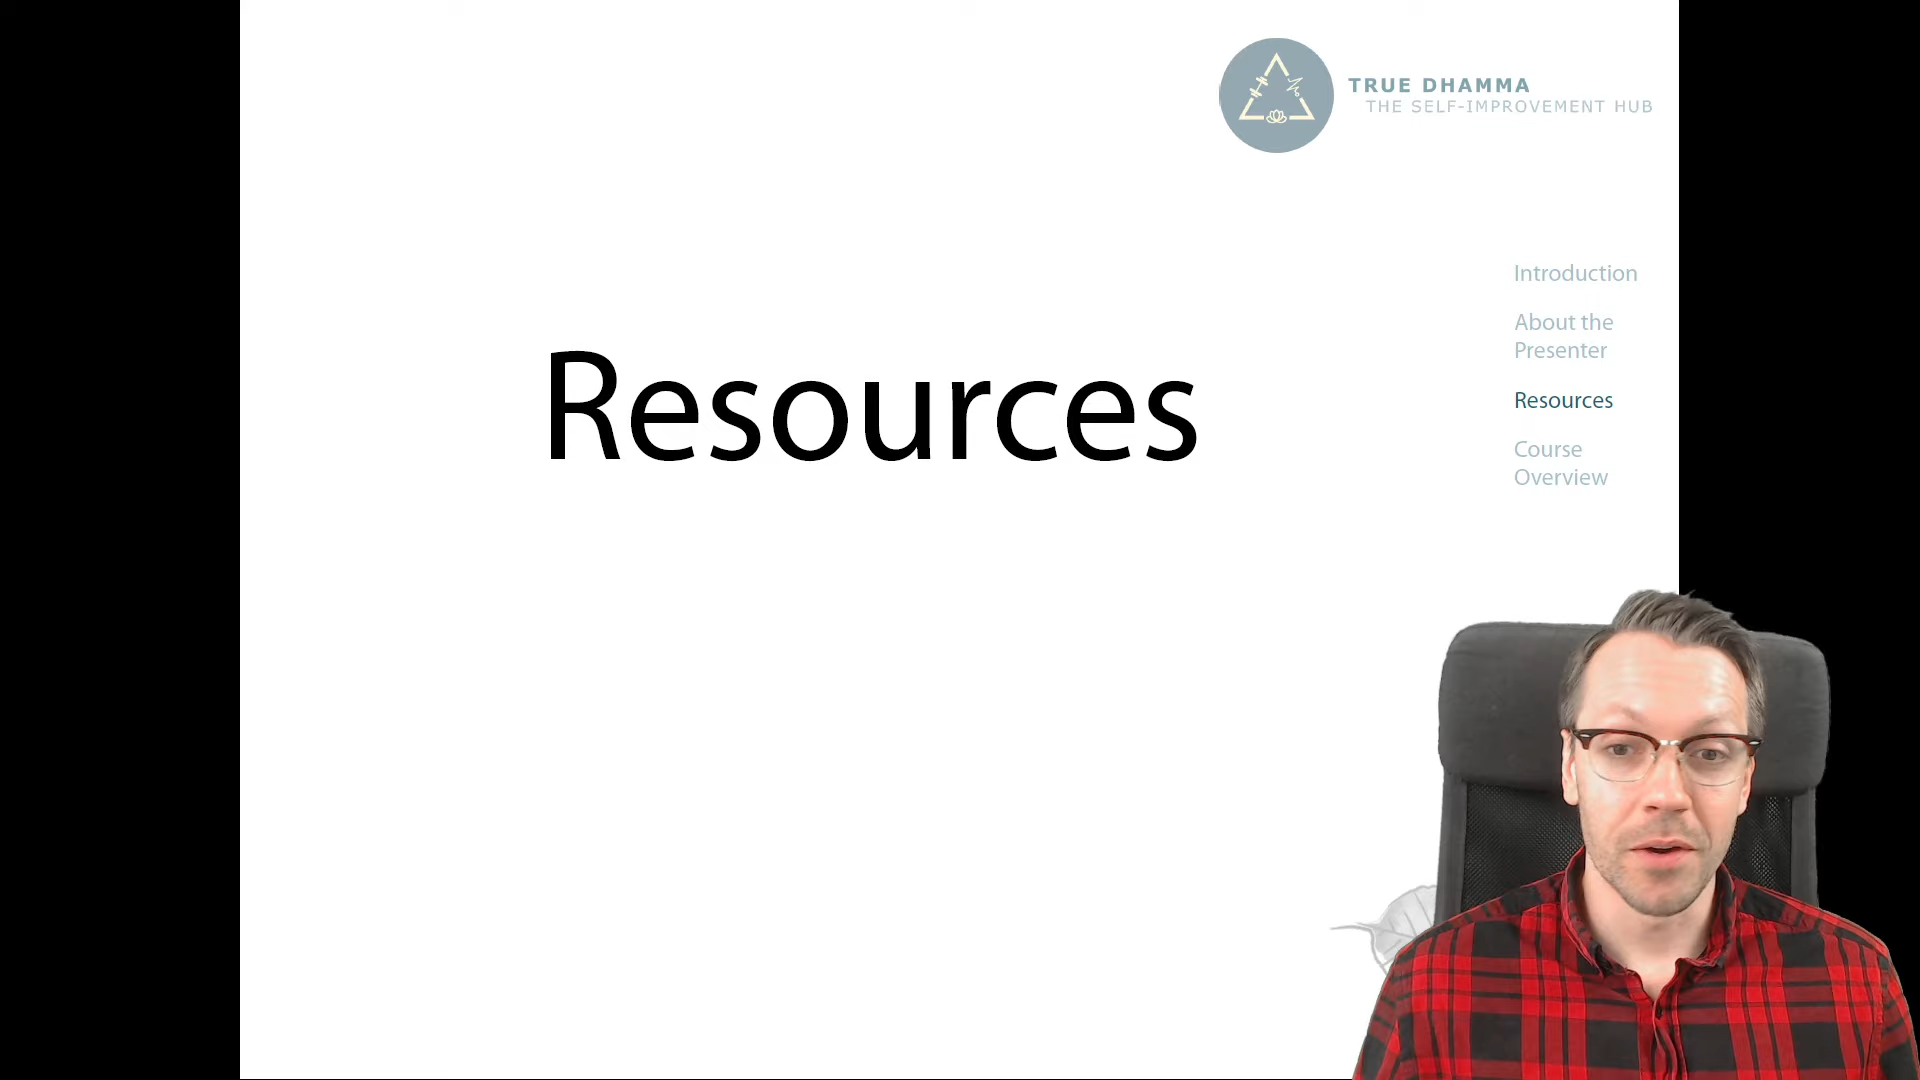 TRUE DHAMMA
THE SELF-IMPROVEMENT HUB
Introduction
About the
Presenter
Resources
Course
Overview
Resources